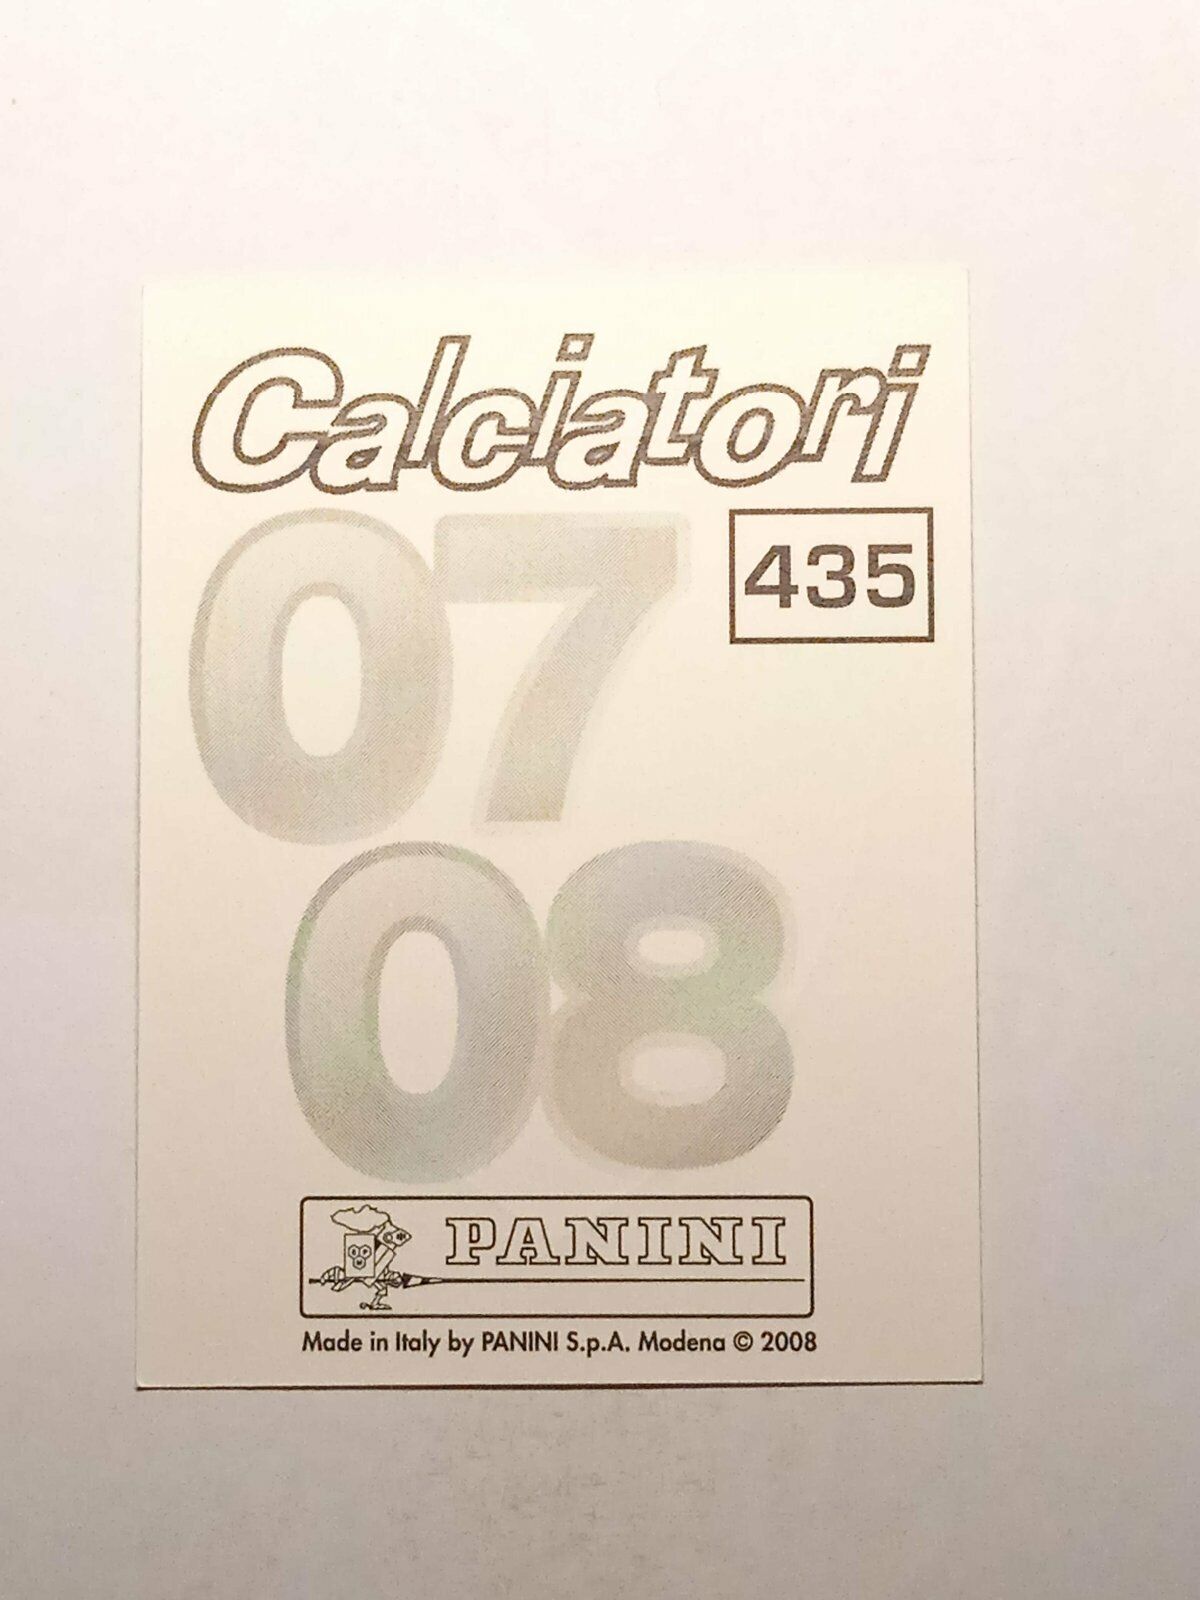 Calciatori
07
435
08
PANINI
Made in Italy by PANINI S.p.A. Modena © 2008